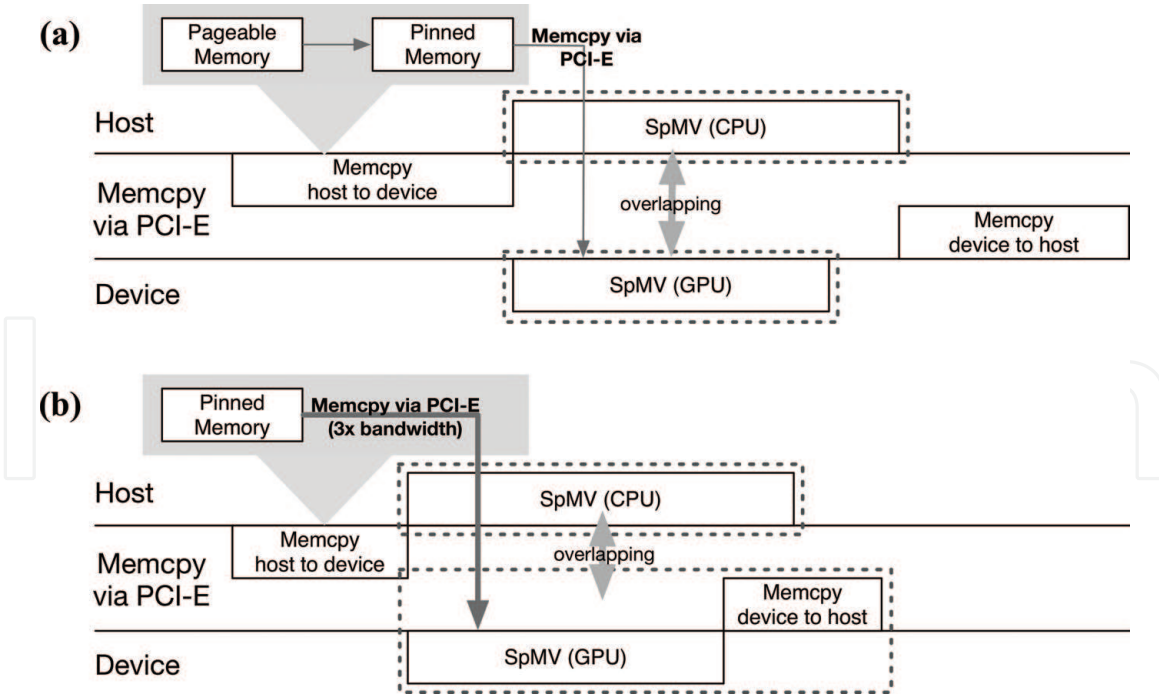 (a)
Pageable
Memory
Pinned
Memory
Memcpy via
PCI-E
Host
SpMV (CPU)
Memcpy
host to device
Memcpy
via PCI-E
overlapping
Memcpy
device to host
SpMV (GPU)
Device
(b)
Pinned
Memory
Memcpy via PCI-E
(3x bandwidth)
Host
SpMV (CPU)
Memcpy
host to device
overlapping
Memcpy
via PCI-E
Memcpy
device to host
SpMV (GPU)
Device